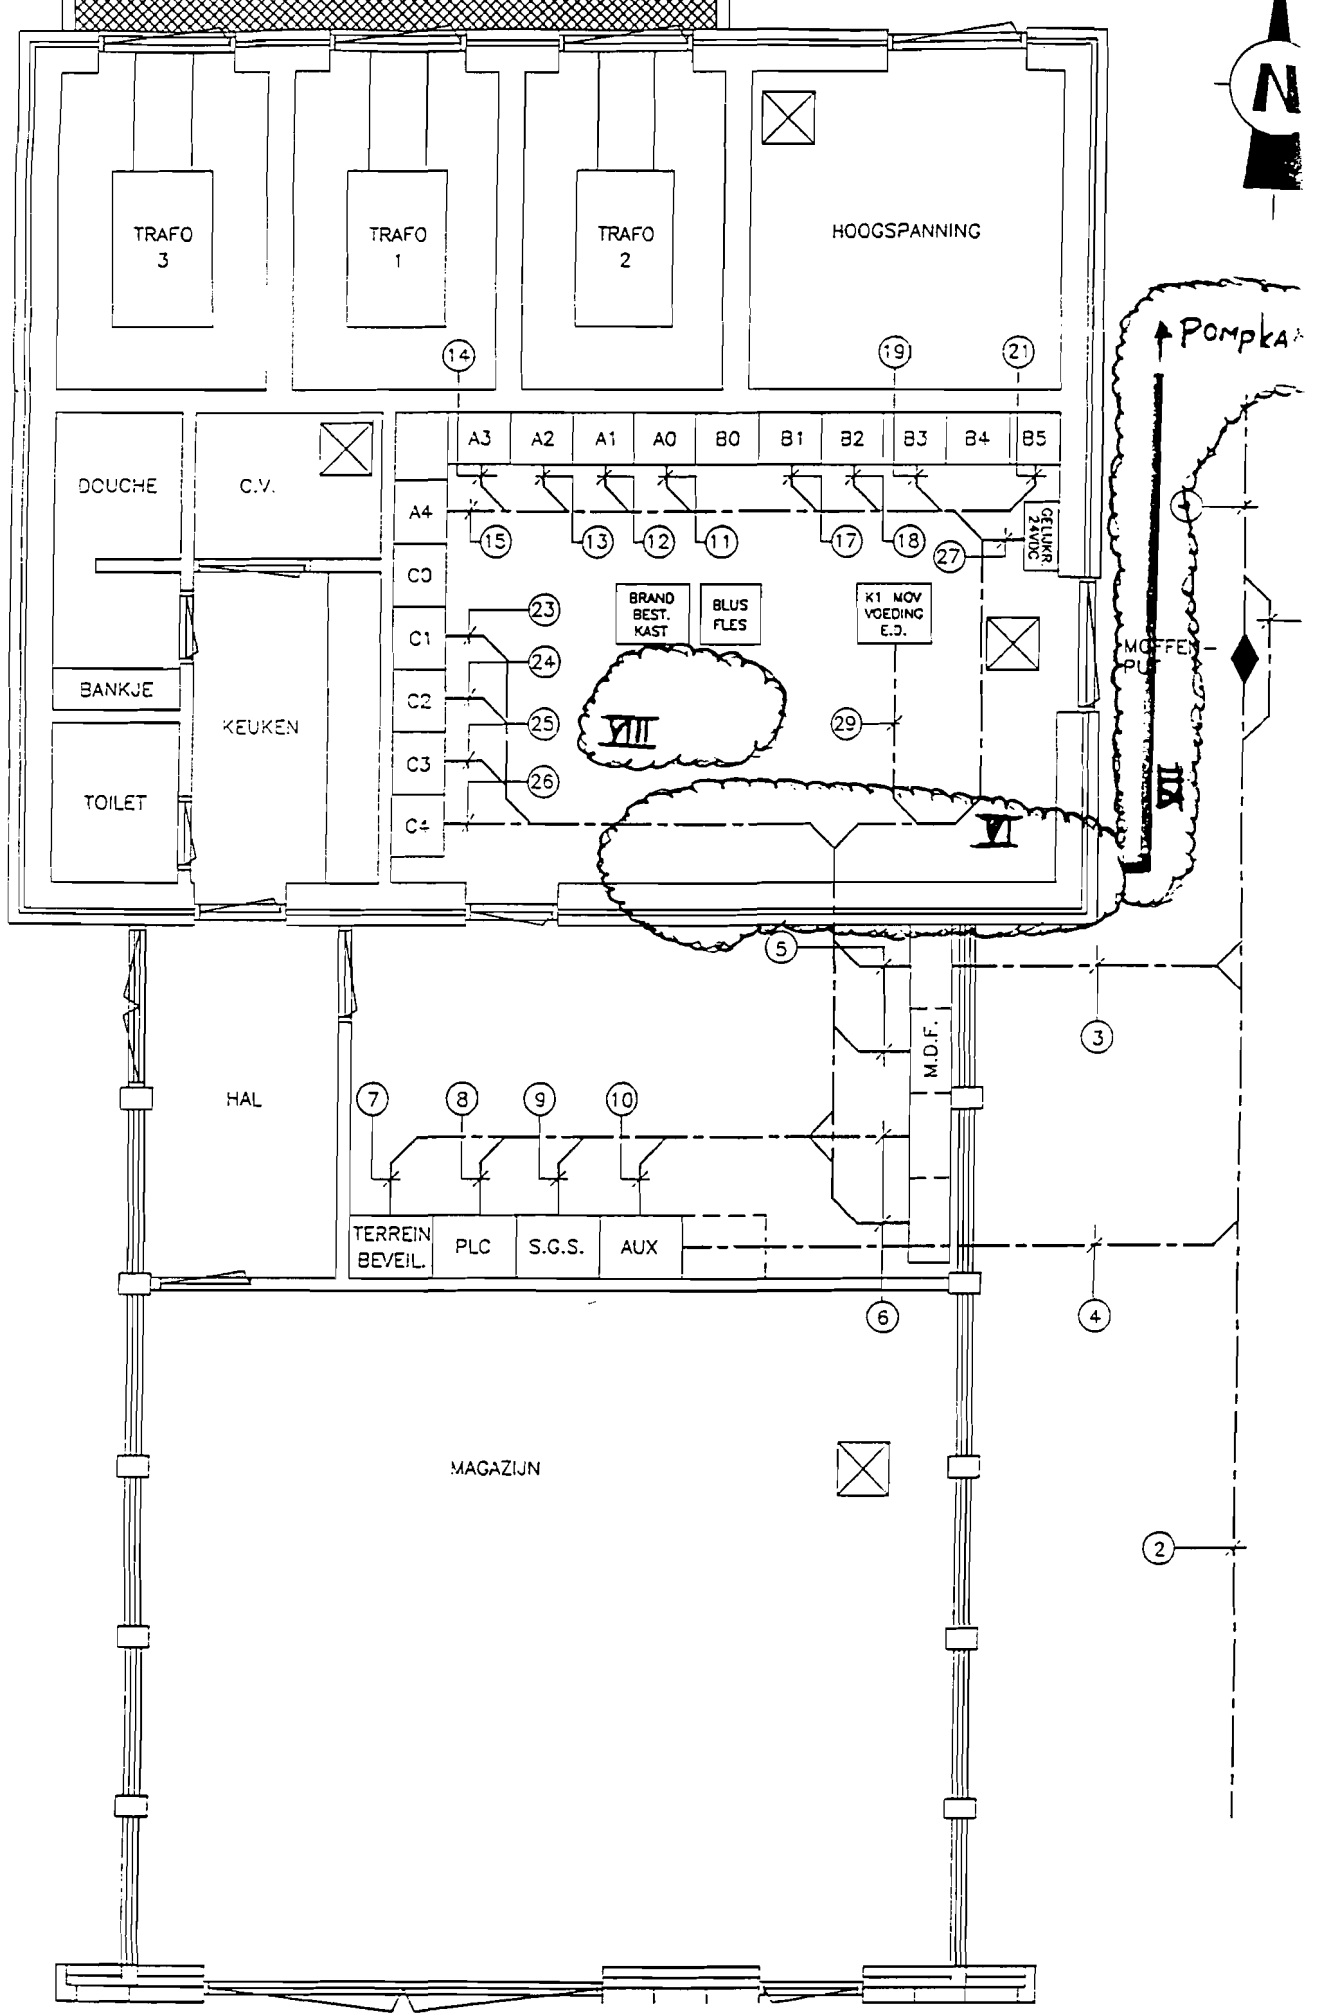 N
TRAFO
3
TRAFO
1
TRAFO
2
HOOGSPANNING
14
19
21
A3
A2
A1
A0
B0
B1
B2
B3
B4
B5
DOUCHE
C.V.
A4
15
13
12
11
17
18
27
GELIJKR.
24VDC
C0
23
BRAND
BEST.
KAST
BLUS
FLES
K1 MOV
VOEDING
E.D.
C1
24
MOFFEN
PUT
BANKJE
C2
25
VIII
29
KEUKEN
C3
26
TOILET
C4
VI
XII
5
3
M.D.F.
HAL
7
8
9
10
TERREIN
BEVEIL.
PLC
S.G.S.
AUX
6
4
MAGAZIJN
2